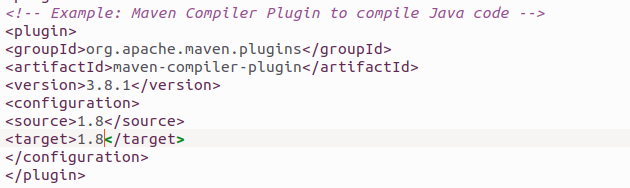 <!-- Example: Maven Compiler Plugin to compile Java code -->
<plugin>
<groupId>org.apache.maven.plugins</groupId>
<artifactId>maven-compiler-plugin</artifactId>
<version>3.8.1</version>
<configuration>
<source>1.8</source>
<target>1.8</target>
</configuration>
</plugin>